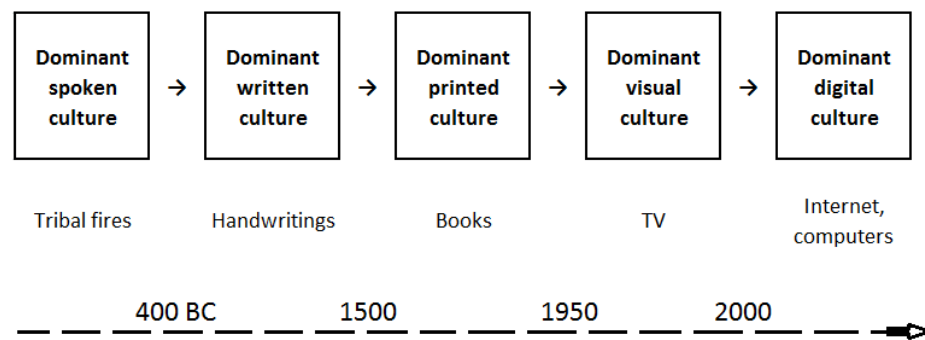 Dominant spoken culture
→
Dominant written culture
→
Dominant printed culture
→
Dominant visual culture
→
Dominant digital culture
Tribal fires
Handwritings
Books
TV
Internet, computers
400 BC
1500
1950
2000